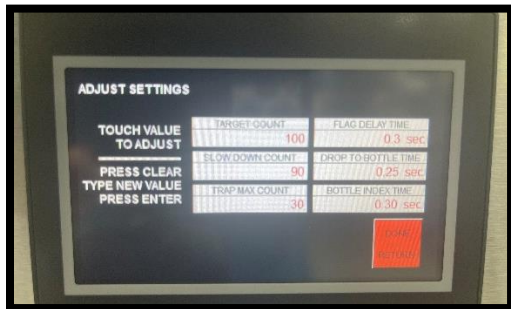 ADJUST SETTINGS
TOUCH VALUE
TO ADJUST
PRESS CLEAR
TYPE NEW VALUE
PRESS ENTER
TARGET COUNT
100
FLAG DELAY TIME
0.3 sec
SLOW DOWN COUNT
90
DROP TO BOTTLE TIME
0.25 sec
TRAP MAX COUNT
30
BOTTLE INDEX TIME
0.30 sec
RETURN